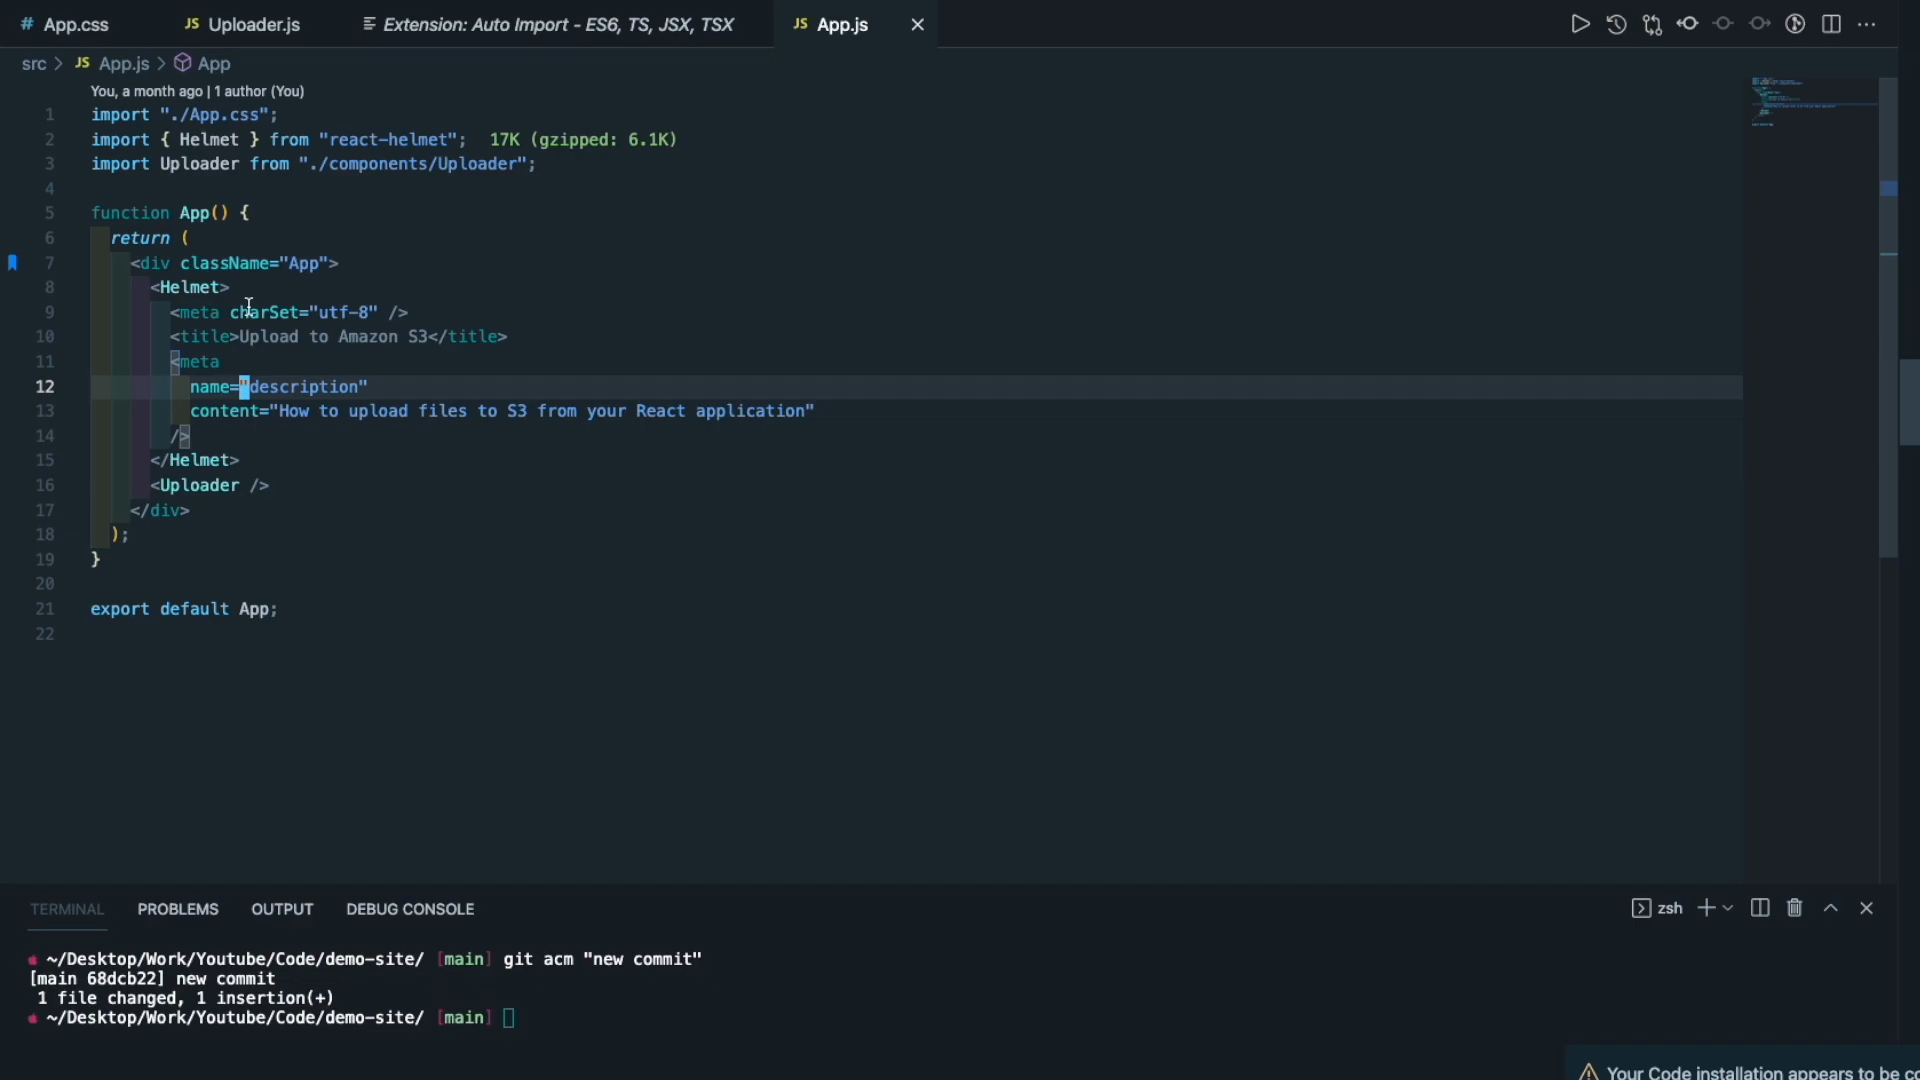 # App.css JS Uploader.js Extension: Auto Import - ES6, TS, JSX, TSX JS App.js
src > JS App.js > App
You, a month ago | 1 author (You)
1 import "./App.css";
2 import { Helmet } from "react-helmet"; 17K (gzipped: 6.1K)
3 import Uploader from "./components/Uploader";
4
5 function App() {
6 return (
7 <div className="App">
8 <Helmet>
9 <meta charSet="utf-8" />
10 <title>Upload to Amazon S3</title>
11 <meta
12 name="description"
13 content="How to upload files to S3 from your React application"
14 />
15 </Helmet>
16 <Uploader />
17 </div>
18 );
19 }
20
21 export default App;
22
TERMINAL PROBLEMS OUTPUT DEBUG CONSOLE zsh
~/Desktop/Work/Youtube/Code/demo-site/ [main] git acm "new commit"
[main 68dcb22] new commit
1 file changed, 1 insertion(+)
~/Desktop/Work/Youtube/Code/demo-site/ [main]
Your Code installation appears to be